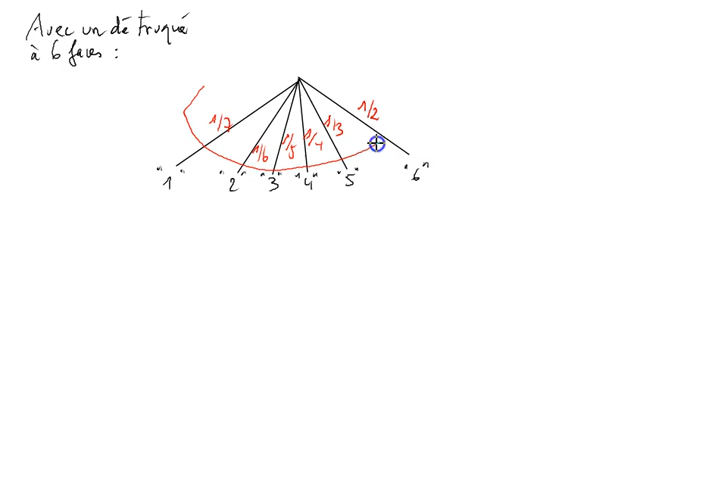 Avec un dé truqué
à 6 faces :
1/7 1/6 1/5 1/4 1/3 1/2
"1" "2" "3" "4" "5" "6"